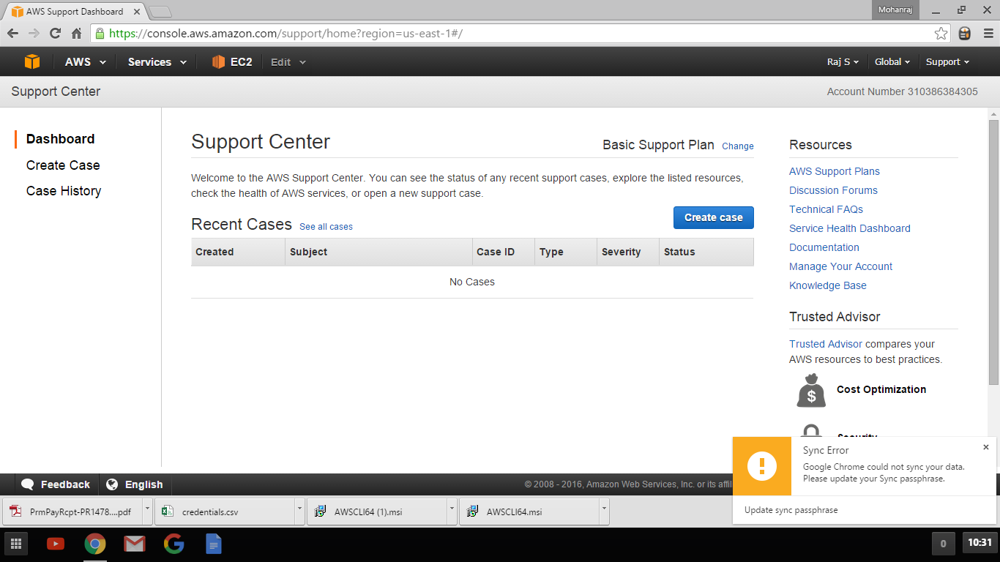 AWS Support Dashboard
Mohanraj
https://console.aws.amazon.com/support/home?region=us-east-1#/
AWS Services EC2 Edit Raj S Global Support
Support Center Account Number 310386384305
Dashboard
Create Case
Case History
Support Center
Basic Support Plan Change
Welcome to the AWS Support Center. You can see the status of any recent support cases, explore the listed resources,
check the health of AWS services, or open a new support case.
Recent Cases See all cases
Create case
Created Subject Case ID Type Severity Status
No Cases
Resources
AWS Support Plans
Discussion Forums
Technical FAQs
Service Health Dashboard
Documentation
Manage Your Account
Knowledge Base
Trusted Advisor
Trusted Advisor compares your
AWS resources to best practices.
$ Cost Optimization
Security
Sync Error
Google Chrome could not sync your data.
Please update your Sync passphrase.
Update sync passphrase
Feedback English © 2008 - 2016, Amazon Web Services, Inc. or its affil
PrmPayRcpt-PR1478....pdf credentials.csv AWSCLI64 (1).msi AWSCLI64.msi
0 10:31